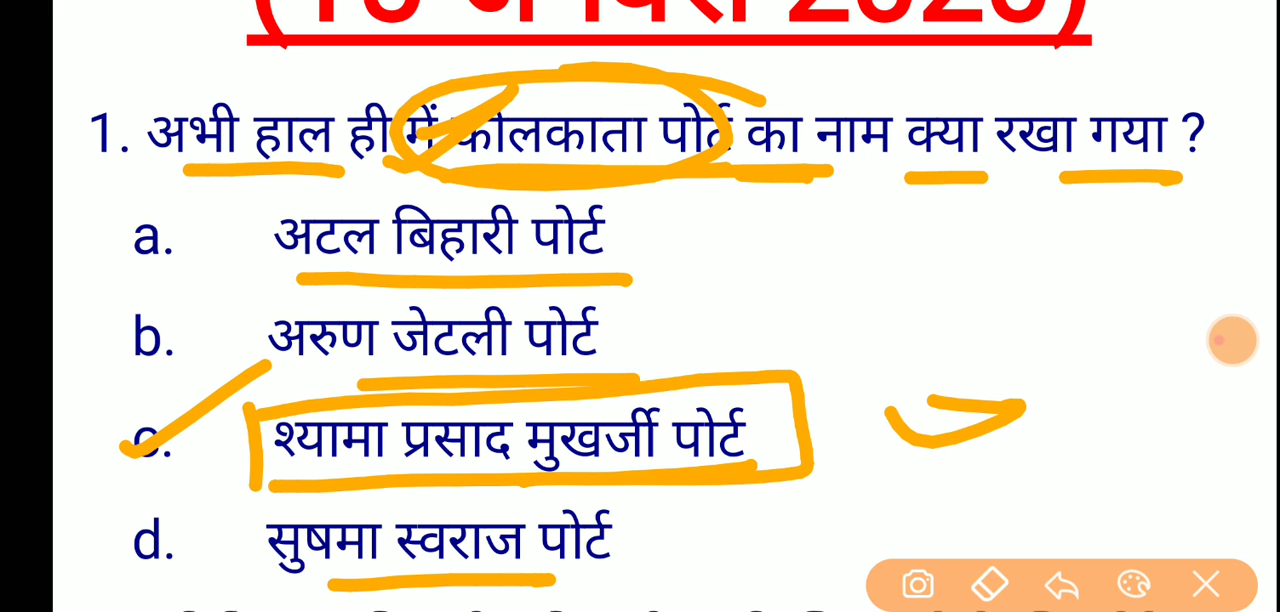 1. अभी हाल ही में कोलकाता पोर्ट का नाम क्या रखा गया ?
a. अटल बिहारी पोर्ट
b. अरुण जेटली पोर्ट
c. श्यामा प्रसाद मुखर्जी पोर्ट
d. सुषमा स्वराज पोर्ट